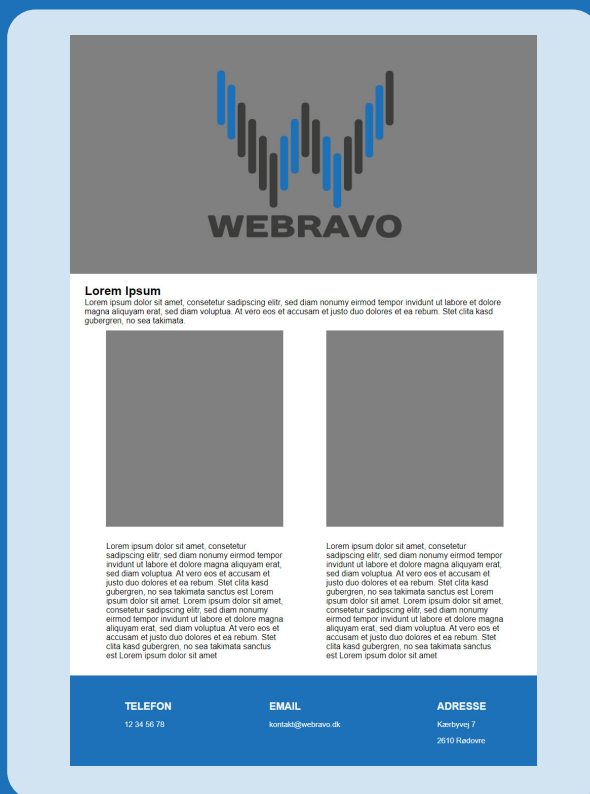 WEBRAVO
Lorem Ipsum
Lorem ipsum dolor sit amet, consetetur sadipscing elitr, sed diam nonumy eirmod tempor invidunt ut labore et dolore
magna aliquyam erat, sed diam voluptua. At vero eos et accusam et justo duo dolores et ea rebum. Stet clita kasd
gubergren, no sea takimata.
Lorem ipsum dolor sit amet, consetetur
sadipscing elitr, sed diam nonumy eirmod tempor
invidunt ut labore et dolore magna aliquyam erat,
sed diam voluptua. At vero eos et accusam et
justo duo dolores et ea rebum. Stet clita kasd
gubergren, no sea takimata sanctus est Lorem
ipsum dolor sit amet. Lorem ipsum dolor sit amet,
consetetur sadipscing elitr, sed diam nonumy
eirmod tempor invidunt ut labore et dolore magna
aliquyam erat, sed diam voluptua. At vero eos et
accusam et justo duo dolores et ea rebum. Stet
clita kasd gubergren, no sea takimata sanctus
est Lorem ipsum dolor sit amet
Lorem ipsum dolor sit amet, consetetur
sadipscing elitr, sed diam nonumy eirmod tempor
invidunt ut labore et dolore magna aliquyam erat,
sed diam voluptua. At vero eos et accusam et
justo duo dolores et ea rebum. Stet clita kasd
gubergren, no sea takimata sanctus est Lorem
ipsum dolor sit amet. Lorem ipsum dolor sit amet,
consetetur sadipscing elitr, sed diam nonumy
eirmod tempor invidunt ut labore et dolore magna
aliquyam erat, sed diam voluptua. At vero eos et
accusam et justo duo dolores et ea rebum. Stet
clita kasd gubergren, no sea takimata sanctus
est Lorem ipsum dolor sit amet
TELEFON
12 34 56 78
EMAIL
kontakt@webravo.dk
ADRESSE
Kærbyvej 7
2610 Rødovre